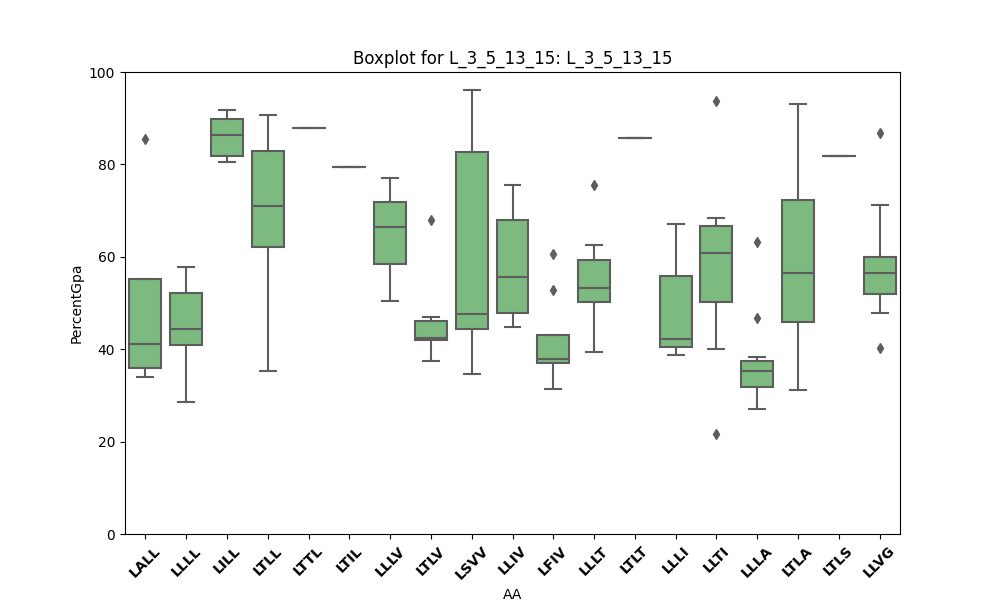 Boxplot for L_3_5_13_15: L_3_5_13_15
100
80
60
40
20
0
PercentGpa
LALL LLLL LILL LTLL LTTL LTIL LLLV LTLV LSVV LLIV LFIV LLLT LTLT LLLI LLTI LLLA LTLA LTLS LLVG
AA